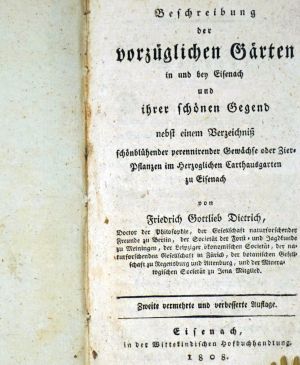 Beschreibung
der
vorzüglichen Gärten
in und bey Eisenach
und
ihrer schönen Gegend
nebst einem Verzeichniß
schönblühender perennirender Gewächse oder Zier-
Pflanzen im Herzoglichen Carthausgarten
zu Eisenach
von
Friedrich Gottlieb Dietrich,
Doctor der Philosophie, der Gesellschaft naturforschender
Freunde zu Berlin, der Societät der Forst- und Jagdkunde
zu Meiningen, der Leipziger ökonomischen Societät, der na-
turforschenden Gesellschaft in Zürich, der botanischen Gesell-
schaft zu Regensburg und Altenburg, und der Minera-
logischen Societät zu Jena Mitglied.
Zweite vermehrte und verbesserte Auflage.
Eisenach,
in der Wittekindischen Hofbuchhandlung.
1808.